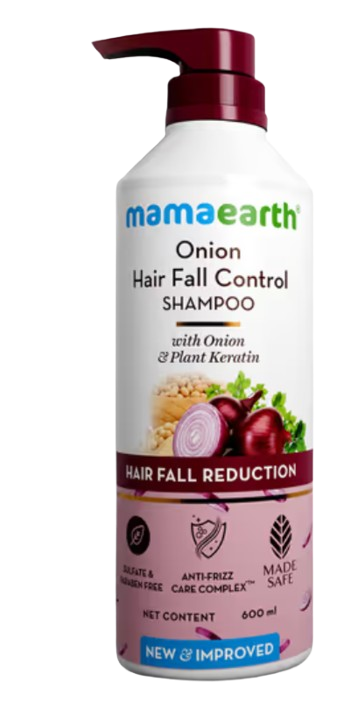 mamaearth®
Onion
Hair Fall Control
SHAMPOO
with Onion
& Plant Keratin
HAIR FALL REDUCTION
SULFATE &
PARABEN FREE
ANTI-FRIZZ
CARE COMPLEX™
MADE
SAFE
NET CONTENT 600 ml
NEW & IMPROVED